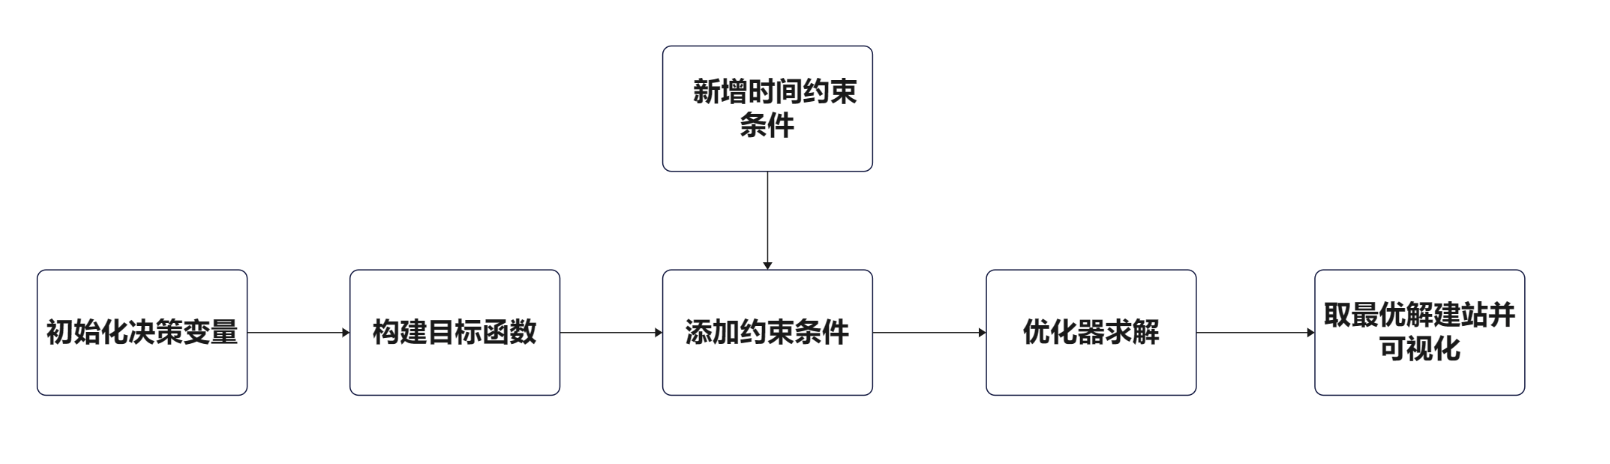 新增时间约束
条件
初始化决策变量
构建目标函数
添加约束条件
优化器求解
取最优解建站并
可视化